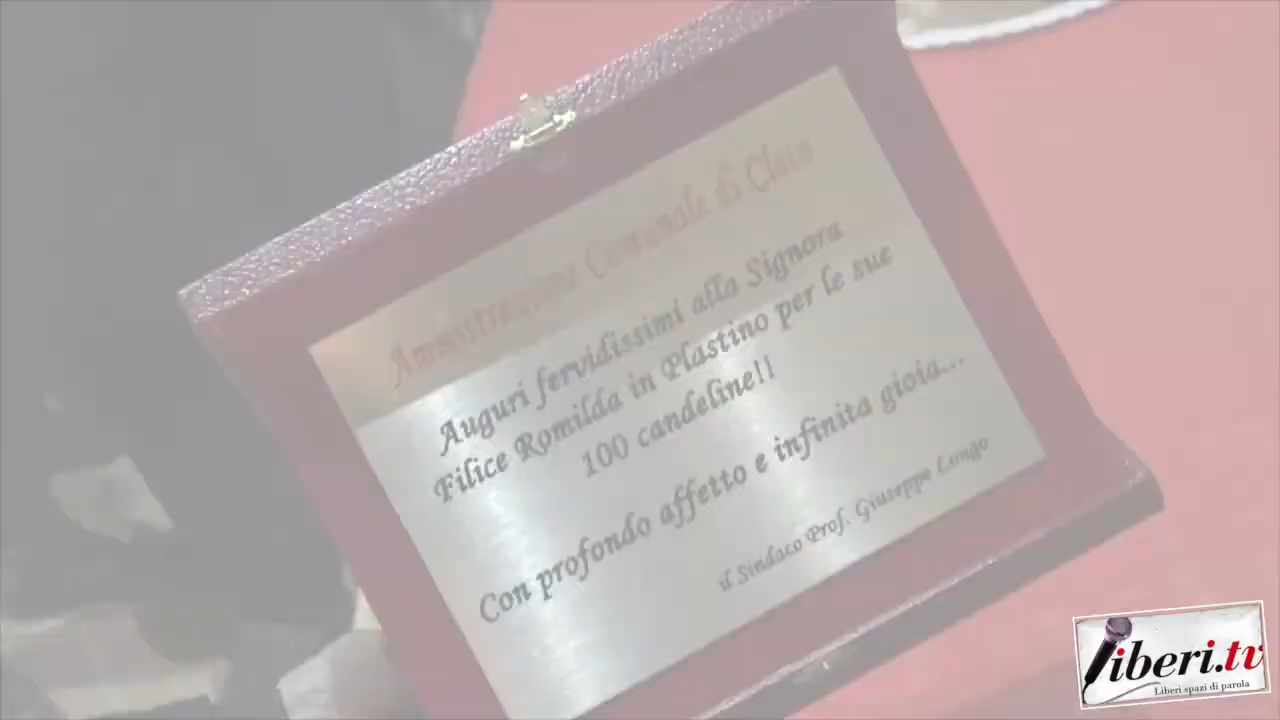 Amministrazione Comunale di Cleto
Auguri fervidissimi alla Signora
Filice Romilda in Plastino per le sue
100 candeline!!
Con profondo affetto e infinita gioia...
il Sindaco Prof. Giuseppe Longo
liberi.tv
Liberi spazi di parola